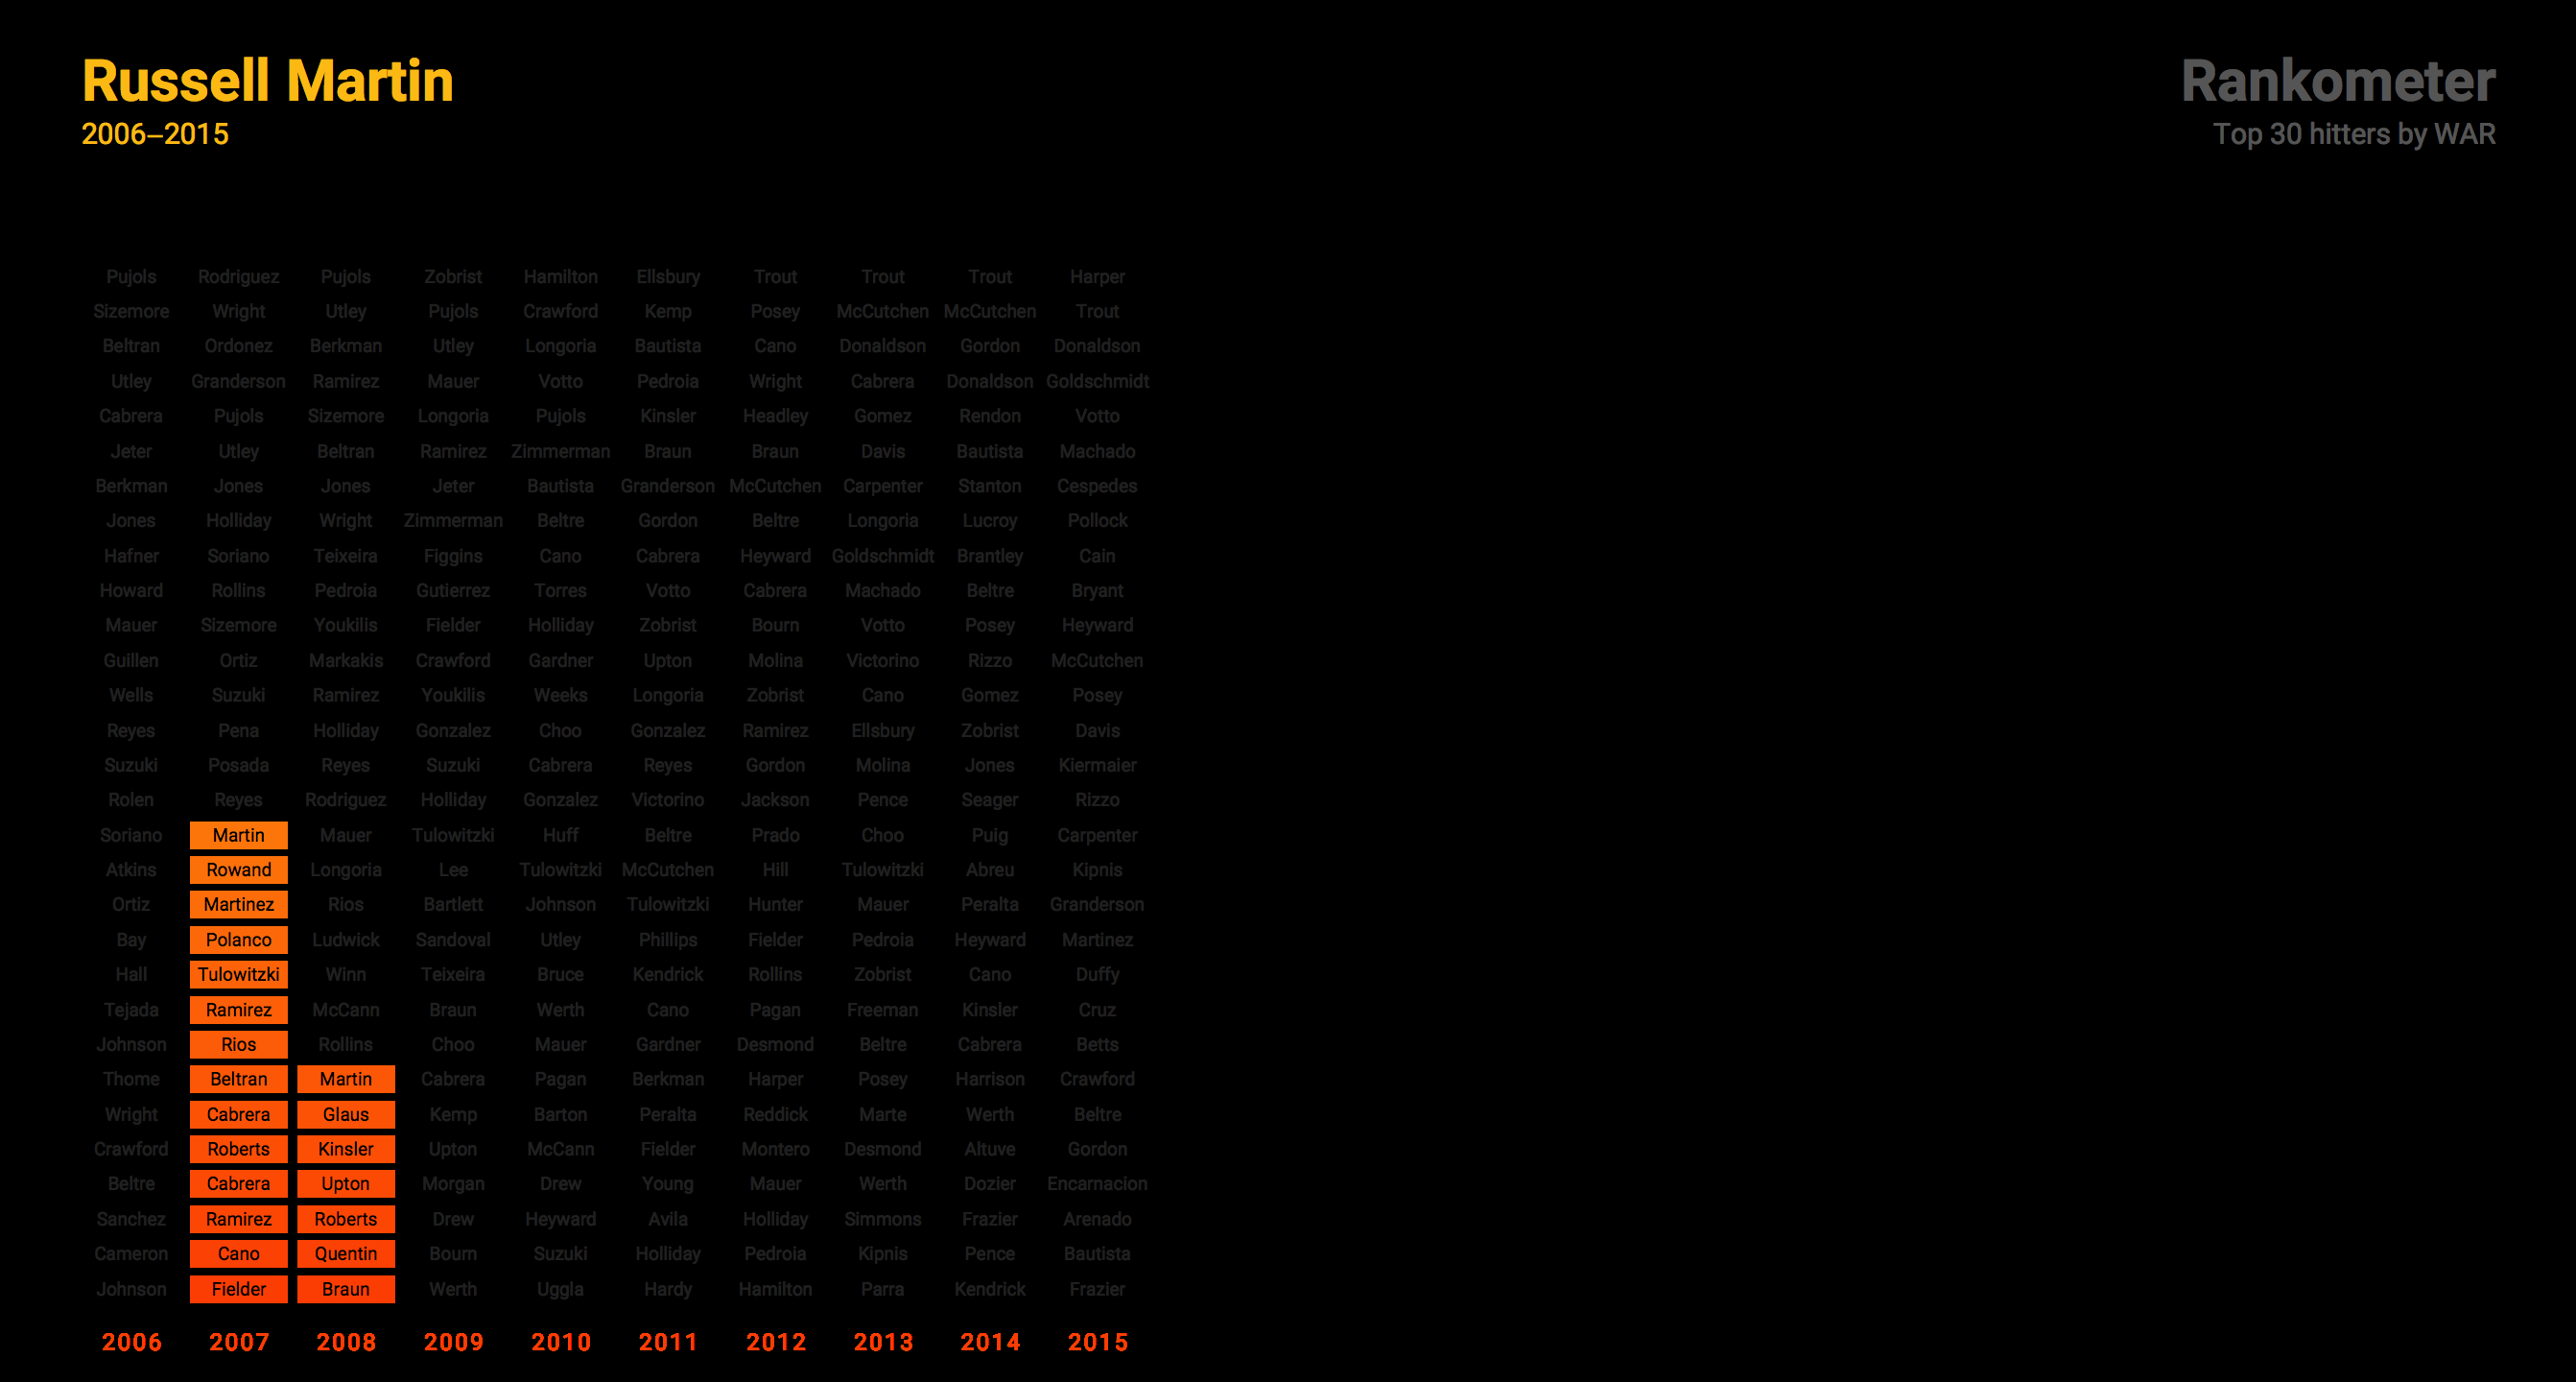 Russell Martin
2006–2015
Rankometer
Top 30 hitters by WAR
Pujols Rodriguez Pujols Zobrist Hamilton Ellsbury Trout Trout Trout Harper
Sizemore Wright Utley Pujols Crawford Kemp Posey McCutchen McCutchen Trout
Beltran Ordonez Berkman Utley Longoria Bautista Cano Donaldson Gordon Donaldson
Utley Granderson Ramirez Mauer Votto Pedroia Wright Cabrera Donaldson Goldschmidt
Cabrera Pujols Sizemore Longoria Pujols Kinsler Headley Gomez Rendon Votto
Jeter Utley Beltran Ramirez Zimmerman Braun Braun Davis Bautista Machado
Berkman Jones Jones Jeter Bautista Granderson McCutchen Carpenter Stanton Cespedes
Jones Holliday Wright Zimmerman Beltre Gordon Beltre Longoria Lucroy Pollock
Hafner Soriano Teixeira Figgins Cano Cabrera Heyward Goldschmidt Brantley Cain
Howard Rollins Pedroia Gutierrez Torres Votto Cabrera Machado Beltre Bryant
Mauer Sizemore Youkilis Fielder Holliday Zobrist Bourn Votto Posey Heyward
Guillen Ortiz Markakis Crawford Gardner Upton Molina Victorino Rizzo McCutchen
Wells Suzuki Ramirez Youkilis Weeks Longoria Zobrist Cano Gomez Posey
Reyes Pena Holliday Gonzalez Choo Gonzalez Ramirez Ellsbury Zobrist Davis
Suzuki Posada Reyes Suzuki Cabrera Reyes Gordon Molina Jones Kiermaier
Rolen Reyes Rodriguez Holliday Gonzalez Victorino Jackson Pence Seager Rizzo
Soriano Martin Mauer Tulowitzki Huff Beltre Prado Choo Puig Carpenter
Atkins Rowand Longoria Lee Tulowitzki McCutchen Hill Tulowitzki Abreu Kipnis
Ortiz Martinez Rios Bartlett Johnson Tulowitzki Hunter Mauer Peralta Granderson
Bay Polanco Ludwick Sandoval Utley Phillips Fielder Pedroia Heyward Martinez
Hall Tulowitzki Winn Teixeira Bruce Kendrick Rollins Zobrist Cano Duffy
Tejada Ramirez McCann Braun Werth Cano Pagan Freeman Kinsler Cruz
Johnson Rios Rollins Choo Mauer Gardner Desmond Beltre Cabrera Betts
Thome Beltran Martin Cabrera Pagan Berkman Harper Posey Harrison Crawford
Wright Cabrera Glaus Kemp Barton Peralta Reddick Marte Werth Beltre
Crawford Roberts Kinsler Upton McCann Fielder Montero Desmond Altuve Gordon
Beltre Cabrera Upton Morgan Drew Young Mauer Werth Dozier Encarnacion
Sanchez Ramirez Roberts Drew Heyward Avila Holliday Simmons Frazier Arenado
Cameron Cano Quentin Bourn Suzuki Holliday Pedroia Kipnis Pence Bautista
Johnson Fielder Braun Werth Uggla Hardy Hamilton Parra Kendrick Frazier
2006 2007 2008 2009 2010 2011 2012 2013 2014 2015